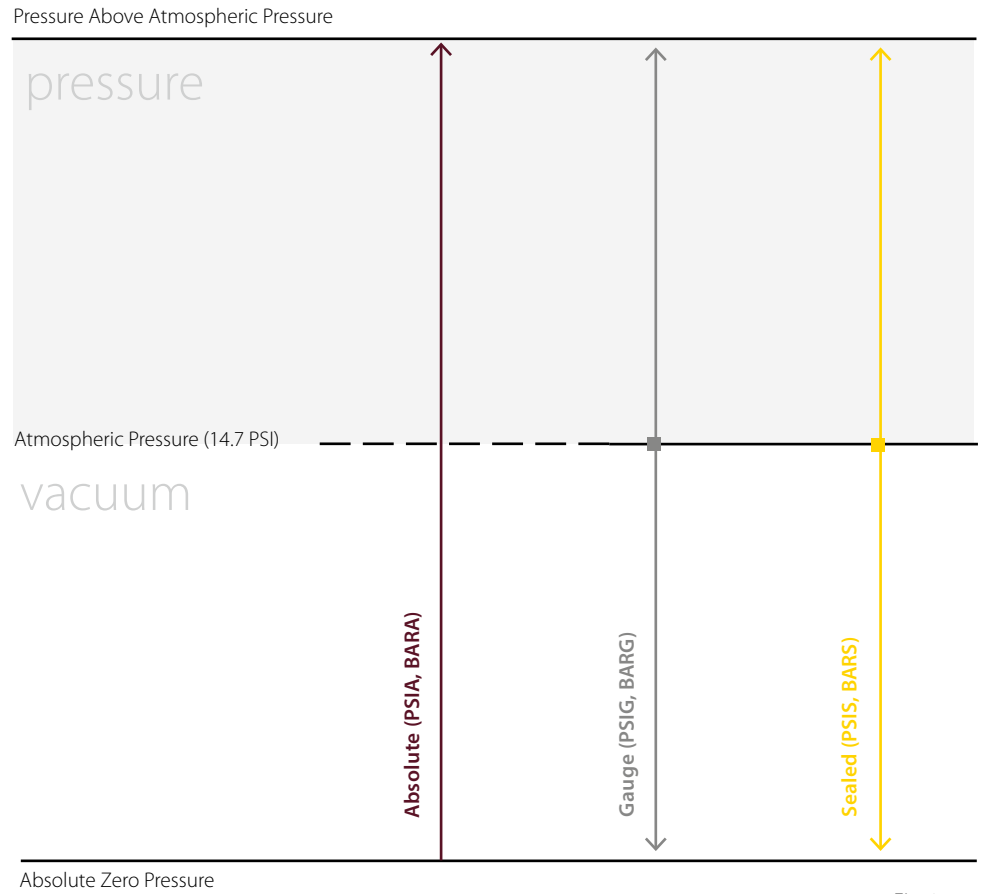 Pressure Above Atmospheric Pressure
pressure
Atmospheric Pressure (14.7 PSI)
vacuum
Absolute (PSIA, BARA)
Gauge (PSIG, BARG)
Sealed (PSIS, BARS)
Absolute Zero Pressure